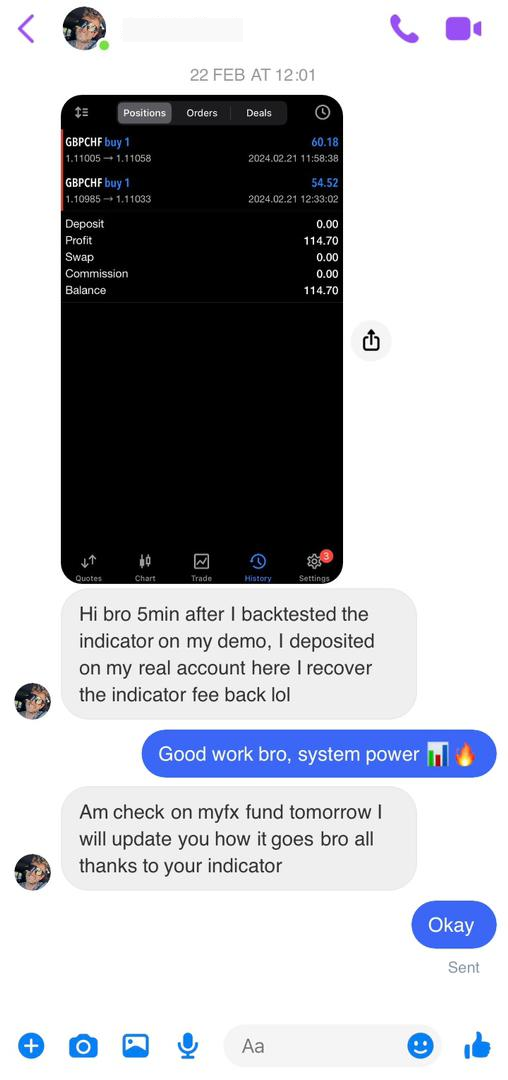 22 FEB AT 12:01
Positions Orders Deals
GBPCHF buy 1 60.18
1.11005 → 1.11058 2024.02.21 11:58:38
GBPCHF buy 1 54.52
1.10985 → 1.11033 2024.02.21 12:33:02
Deposit 0.00
Profit 114.70
Swap 0.00
Commission 0.00
Balance 114.70
3
Quotes Chart Trade History Settings
Hi bro 5min after I backtested the
indicator on my demo, I deposited
on my real account here I recover
the indicator fee back lol
Good work bro, system power 📊🔥
Am check on myfx fund tomorrow I
will update you how it goes bro all
thanks to your indicator
Okay
Sent
Aa